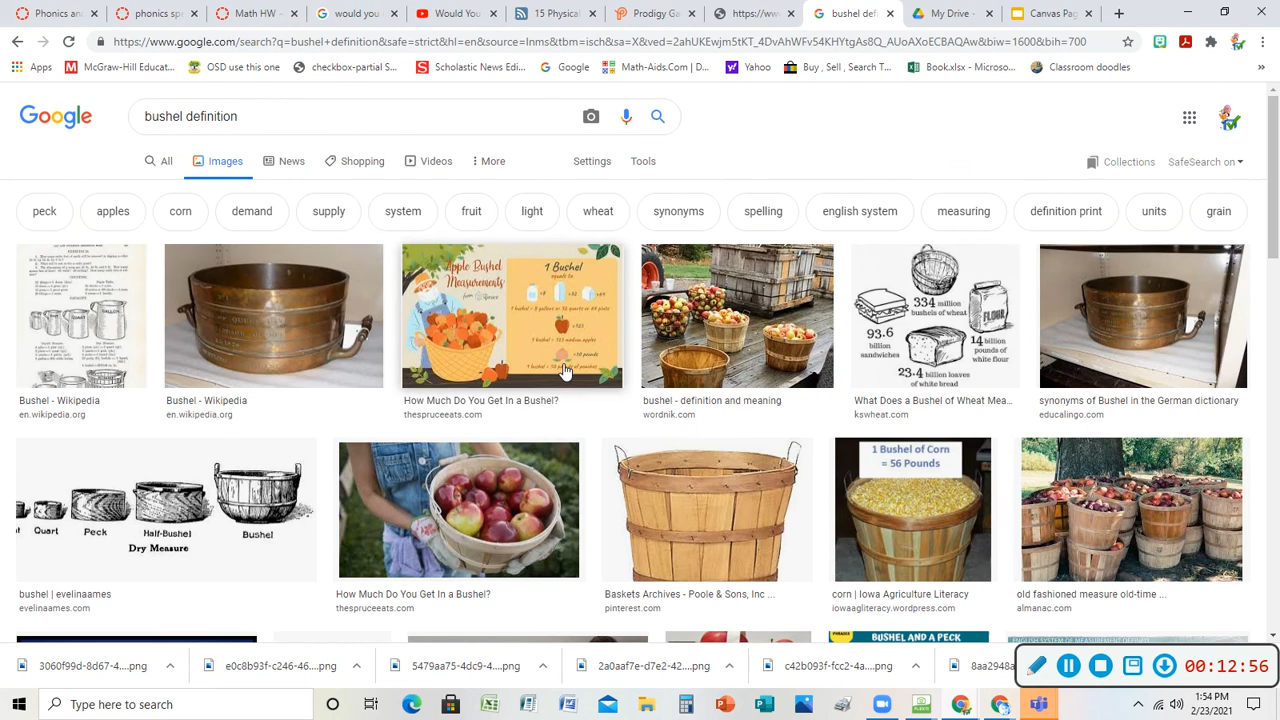 phonics an
phonics spe
Math HW -
would you
Would You
15 Physical
Prodigy Ga
https://www
bushel defi
My Drive -
Canvas Pag
https://www.google.com/search?q=bushel+definition&safe=strict&hl=en&source=lnms&tbm=isch&sa=X&ved=2ahUKEwjm5tKT_4DvAhWFv54KHYtgAs8Q_AUoAXoECBAQAw&biw=1600&bih=700
Apps
McGraw-Hill Educat...
OSD use this one
checkbox-partial S...
Scholastic News Edi...
Google
Math-Aids.Com | D...
Yahoo
Buy , Sell , Search T...
Book.xlsx - Microso...
Classroom doodles
Google
bushel definition
All
Images
News
Shopping
Videos
More
Settings
Tools
Collections
SafeSearch on
peck
apples
corn
demand
supply
system
fruit
light
wheat
synonyms
spelling
english system
measuring
definition print
units
grain
Apple Bushel
Measurements
1 Bushel
334
million
bushels of wheat
93.6
billion
sandwiches
FLOUR
14
billion
pounds of
white flour
23.4 billion loaves
of white bread
Bushel - Wikipedia
en.wikipedia.org
Bushel - Wikipedia
en.wikipedia.org
How Much Do You Get In a Bushel?
thespruceeats.com
bushel - definition and meaning
wordnik.com
What Does a Bushel of Wheat Mea...
kswheat.com
synonyms of Bushel in the German dictionary
educalingo.com
Quart
Peck
Half-Bushel
Bushel
Dry Measure
1 Bushel of Corn
= 56 Pounds
bushel | evelinaames
evelinaames.com
How Much Do You Get In a Bushel?
thespruceeats.com
Baskets Archives - Poole & Sons, Inc ...
pinterest.com
corn | Iowa Agriculture Literacy
iowaagliteracy.wordpress.com
old fashioned measure old-time ...
almanac.com
BUSHEL AND A PECK
3060f99d-8d67-4....png
e0c8b93f-c246-46....png
5479aa75-4dc9-4....png
2a0aaf7e-d7e2-42....png
c42b093f-fcc2-4a....png
8aa2948a
00:12:56
Type here to search
1:54 PM
2/23/2021